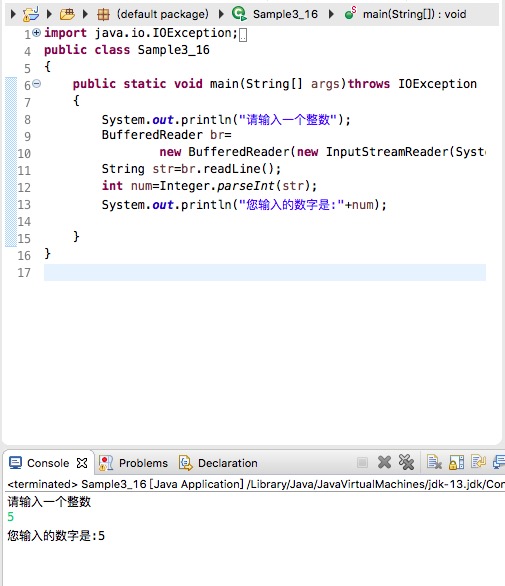 (default package) Sample3_16 main(String[]) : void
1 import java.io.IOException;
4 public class Sample3_16
5 {
6 public static void main(String[] args)throws IOException
7 {
8 System.out.println("请输入一个整数");
9 BufferedReader br=
10 new BufferedReader(new InputStreamReader(Syst
11 String str=br.readLine();
12 int num=Integer.parseInt(str);
13 System.out.println("您输入的数字是:"+num);
14
15 }
16 }
17
Console Problems Declaration
<terminated> Sample3_16 [Java Application] /Library/Java/JavaVirtualMachines/jdk-13.jdk/Con
请输入一个整数
5
您输入的数字是:5